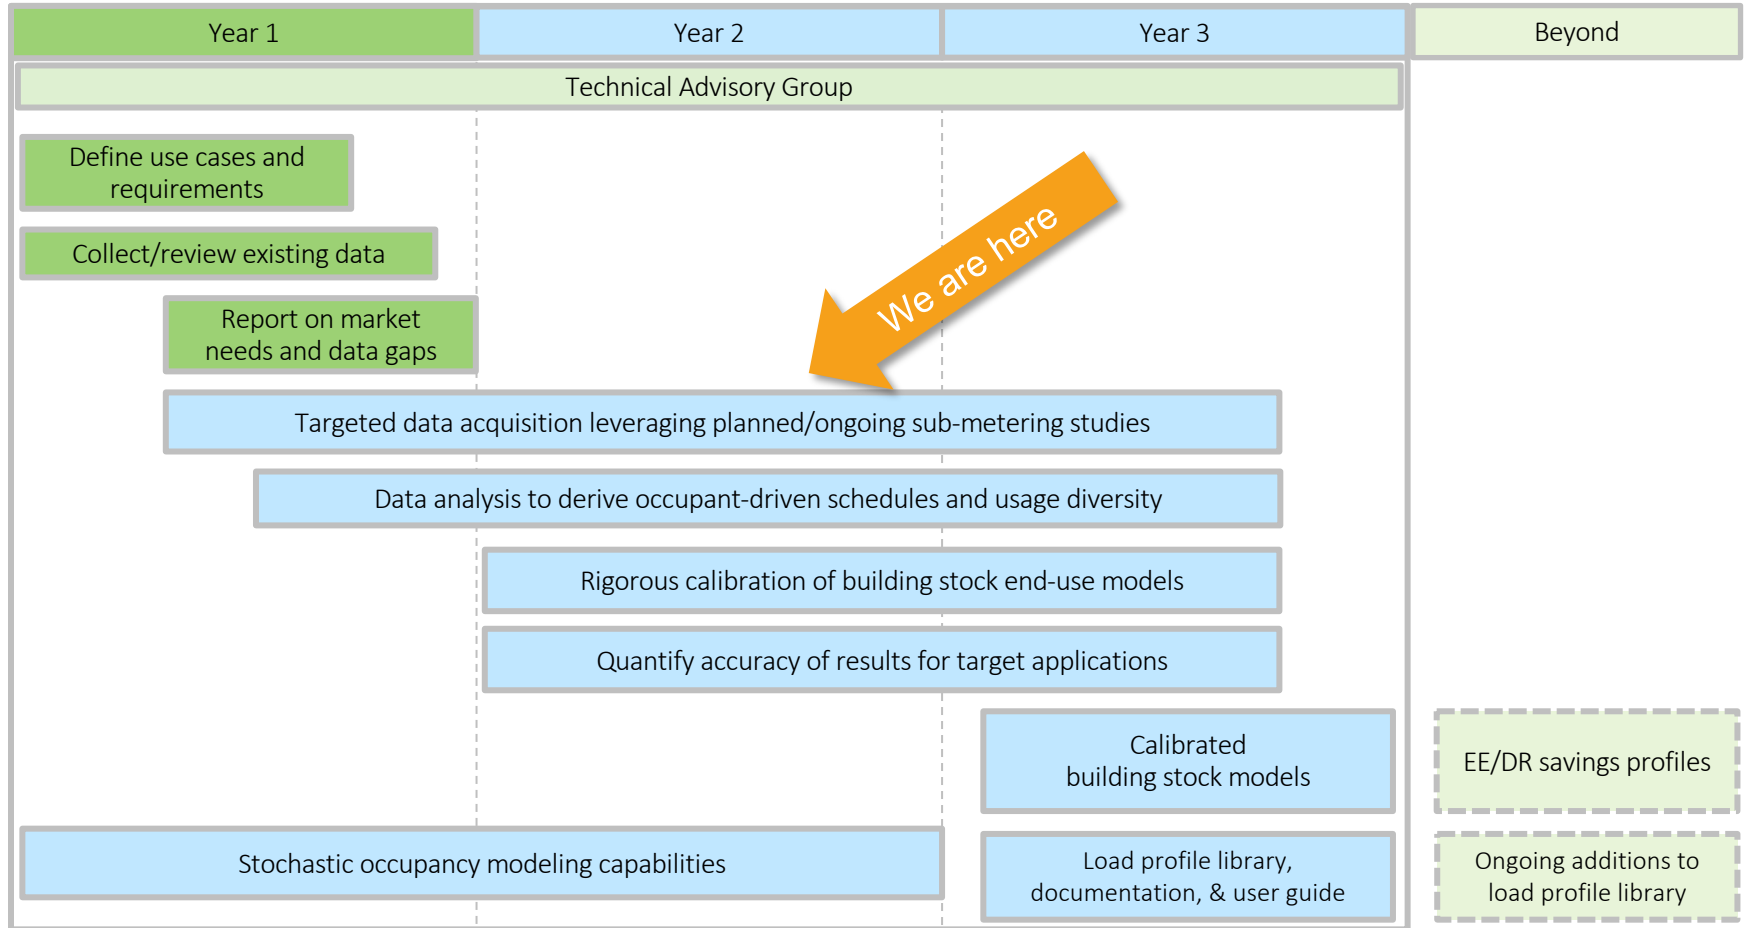 Year 1
Year 2
Year 3
Beyond
Technical Advisory Group
Define use cases and
requirements
Collect/review existing data
Report on market
needs and data gaps
We are here
Targeted data acquisition leveraging planned/ongoing sub-metering studies
Data analysis to derive occupant-driven schedules and usage diversity
Rigorous calibration of building stock end-use models
Quantify accuracy of results for target applications
Calibrated
building stock models
EE/DR savings profiles
Stochastic occupancy modeling capabilities
Load profile library,
documentation, & user guide
Ongoing additions to
load profile library